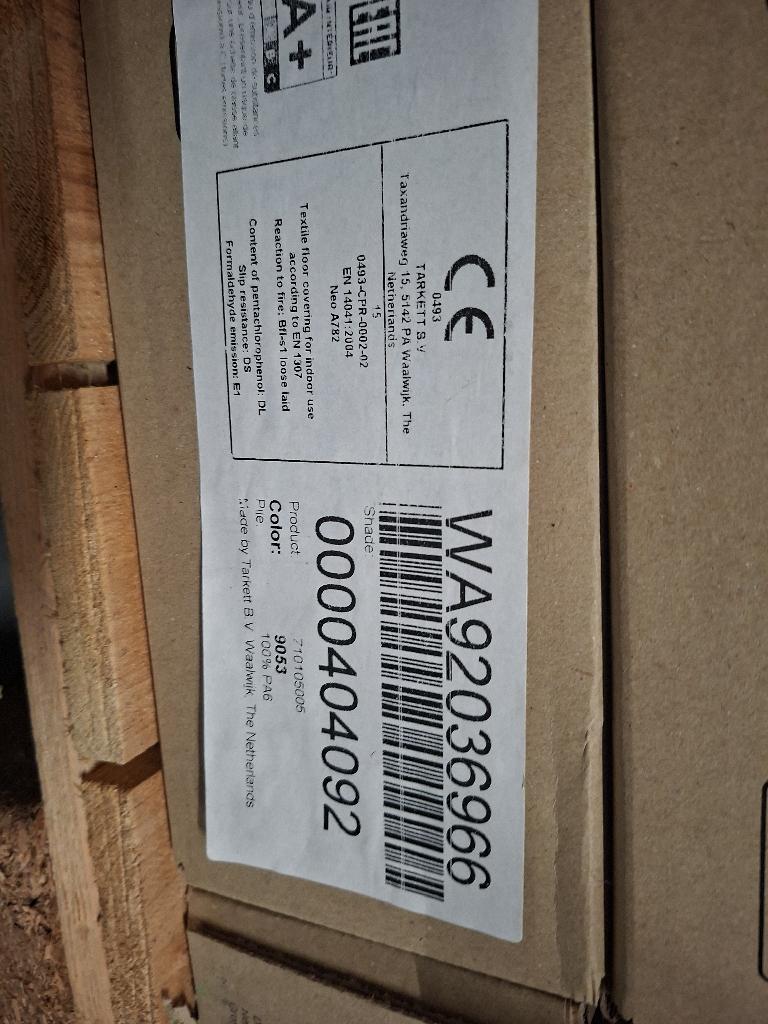 A+
C
CE
0493
TARKETT B.V.
Taxandriaweg 15, 5142 PA Waalwijk, The
Netherlands
15
0493-CPR-0002-02
EN 14041:2004
Neo A782
Textile floor covering for indoor use
according to EN 1307
Reaction to fire: Bfl-s1 loose laid
Content of pentachlorophenol: DL
Slip resistance: DS
Formaldehyde emission: E1
WA92036966
Shade:
0000404092
Product: 710105005
Color: 9053
Pile: 100% PA6
Made by Tarkett B.V. Waalwijk, The Netherlands